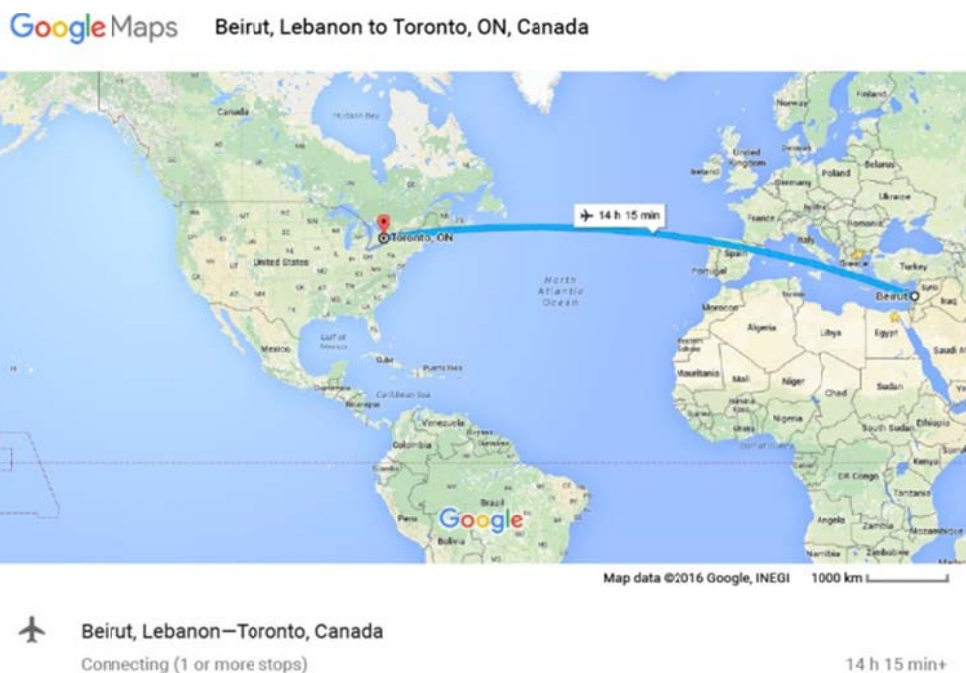 Google Maps
Beirut, Lebanon to Toronto, ON, Canada
Norway
Finland
Canada
Hudson Bay
United Kingdom
Ireland
Denmark
Poland
Belarus
Germany
Ukraine
France
Romania
Italy
Spain
Portugal
Greece
Turkey
14 h 15 min
Toronto, ON
United States
North Atlantic Ocean
Beirut
Syria
Iraq
Morocco
Algeria
Libya
Egypt
Saudi A
Mexico
Gulf of Mexico
Cuba
Puerto Rico
Guatemala
Nicaragua
Caribbean Sea
Mauritania
Mali
Niger
Chad
Sudan
Nigeria
South Sudan
Ethiopia
Venezuela
Guyana
Colombia
Kenya
DR Congo
Tanzania
Brazil
Peru
Bolivia
Angola
Zambia
Mozambique
Namibia
Zimbabwe
Google
Map data ©2016 Google, INEGI
1000 km
Beirut, Lebanon—Toronto, Canada
Connecting (1 or more stops)
14 h 15 min+